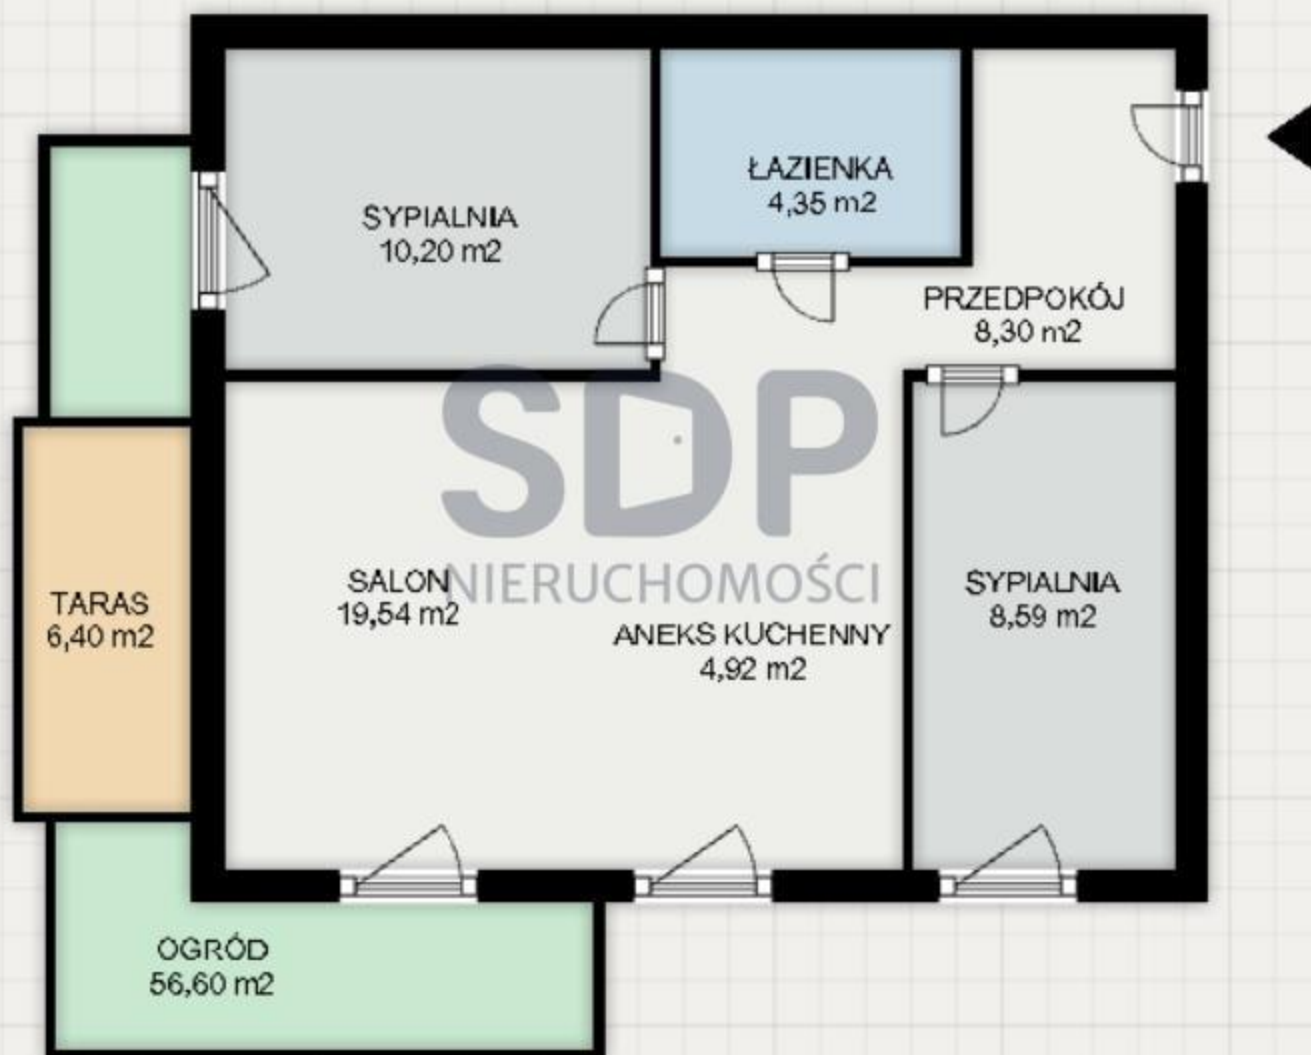 ŁAZIENKA
4,35 m2
SYPIALNIA
10,20 m2
PRZEDPOKÓJ
8,30 m2
SDP
NIERUCHOMOŚCI
SALON
19,54 m2
SYPIALNIA
8,59 m2
TARAS
6,40 m2
ANEKS KUCHENNY
4,92 m2
OGRÓD
56,60 m2